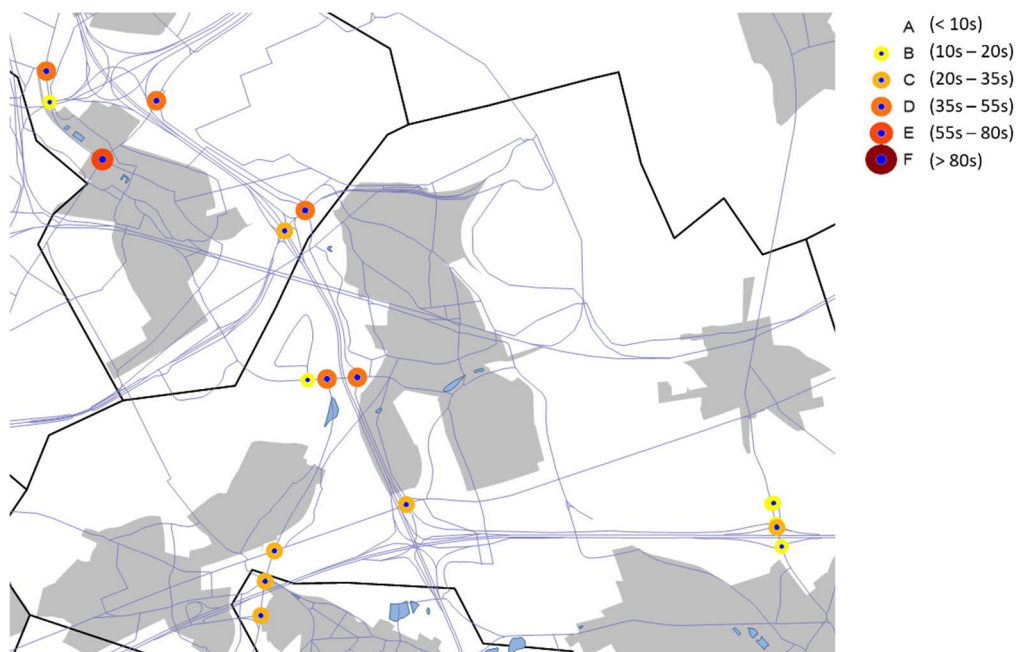 A (< 10s)
B (10s – 20s)
C (20s – 35s)
D (35s – 55s)
E (55s – 80s)
F (> 80s)